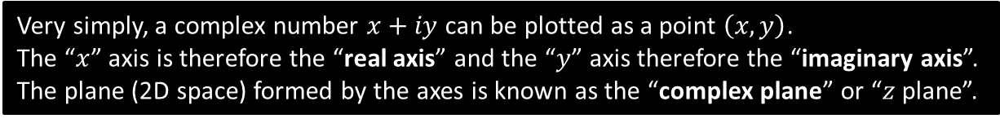 Very simply, a complex number x + iy can be plotted as a point (x, y).
The “x” axis is therefore the “real axis” and the “y” axis therefore the “imaginary axis”.
The plane (2D space) formed by the axes is known as the “complex plane” or “z plane”.